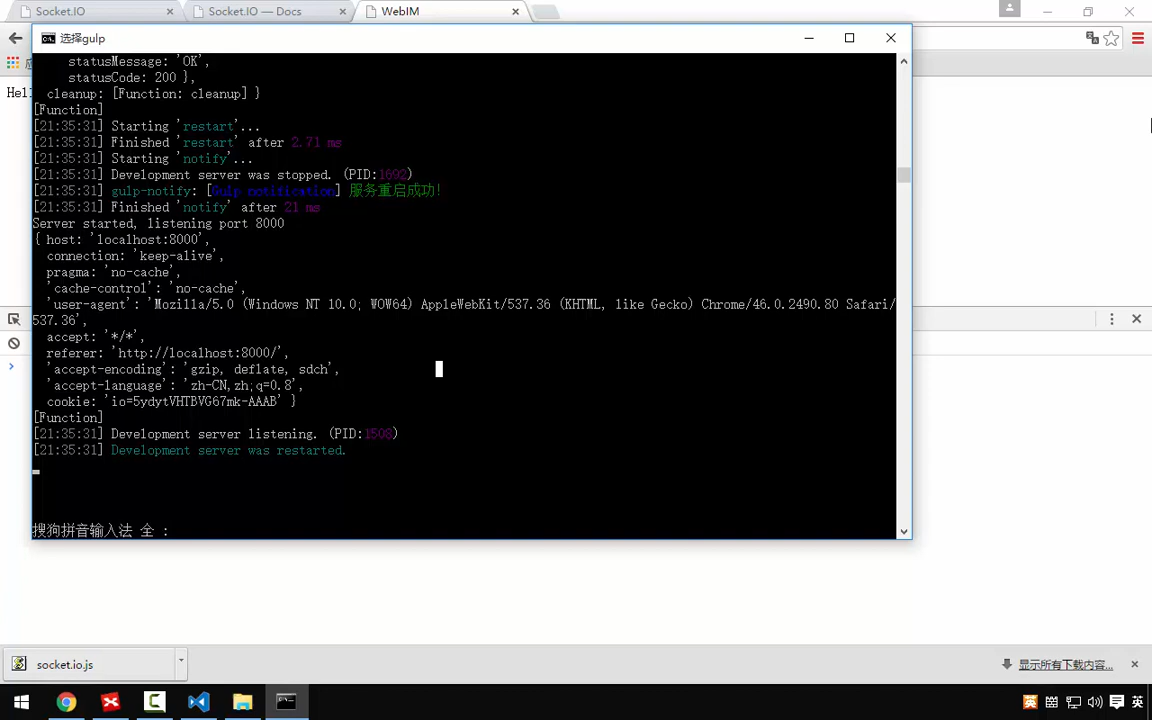 Socket.IO
Socket.IO — Docs
WebIM
选择gulp
statusMessage: 'OK',
statusCode: 200 },
cleanup: [Function: cleanup] }
[Function]
[21:35:31] Starting 'restart'...
[21:35:31] Finished 'restart' after 2.71 ms
[21:35:31] Starting 'notify'...
[21:35:31] Development server was stopped. (PID:1692)
[21:35:31] gulp-notify: [Gulp notification] 服务重启成功!
[21:35:31] Finished 'notify' after 21 ms
Server started, listening port 8000
{ host: 'localhost:8000',
connection: 'keep-alive',
pragma: 'no-cache',
'cache-control': 'no-cache',
'user-agent': 'Mozilla/5.0 (Windows NT 10.0; WOW64) AppleWebKit/537.36 (KHTML, like Gecko) Chrome/46.0.2490.80 Safari/
537.36',
accept: '*/*',
referer: 'http://localhost:8000/',
'accept-encoding': 'gzip, deflate, sdch',
'accept-language': 'zh-CN,zh;q=0.8',
cookie: 'io=5ydytVHTBVG67mk-AAAB' }
[Function]
[21:35:31] Development server listening. (PID:1508)
[21:35:31] Development server was restarted.
搜狗拼音输入法 全 :
socket.io.js
显示所有下载内容...
英
英